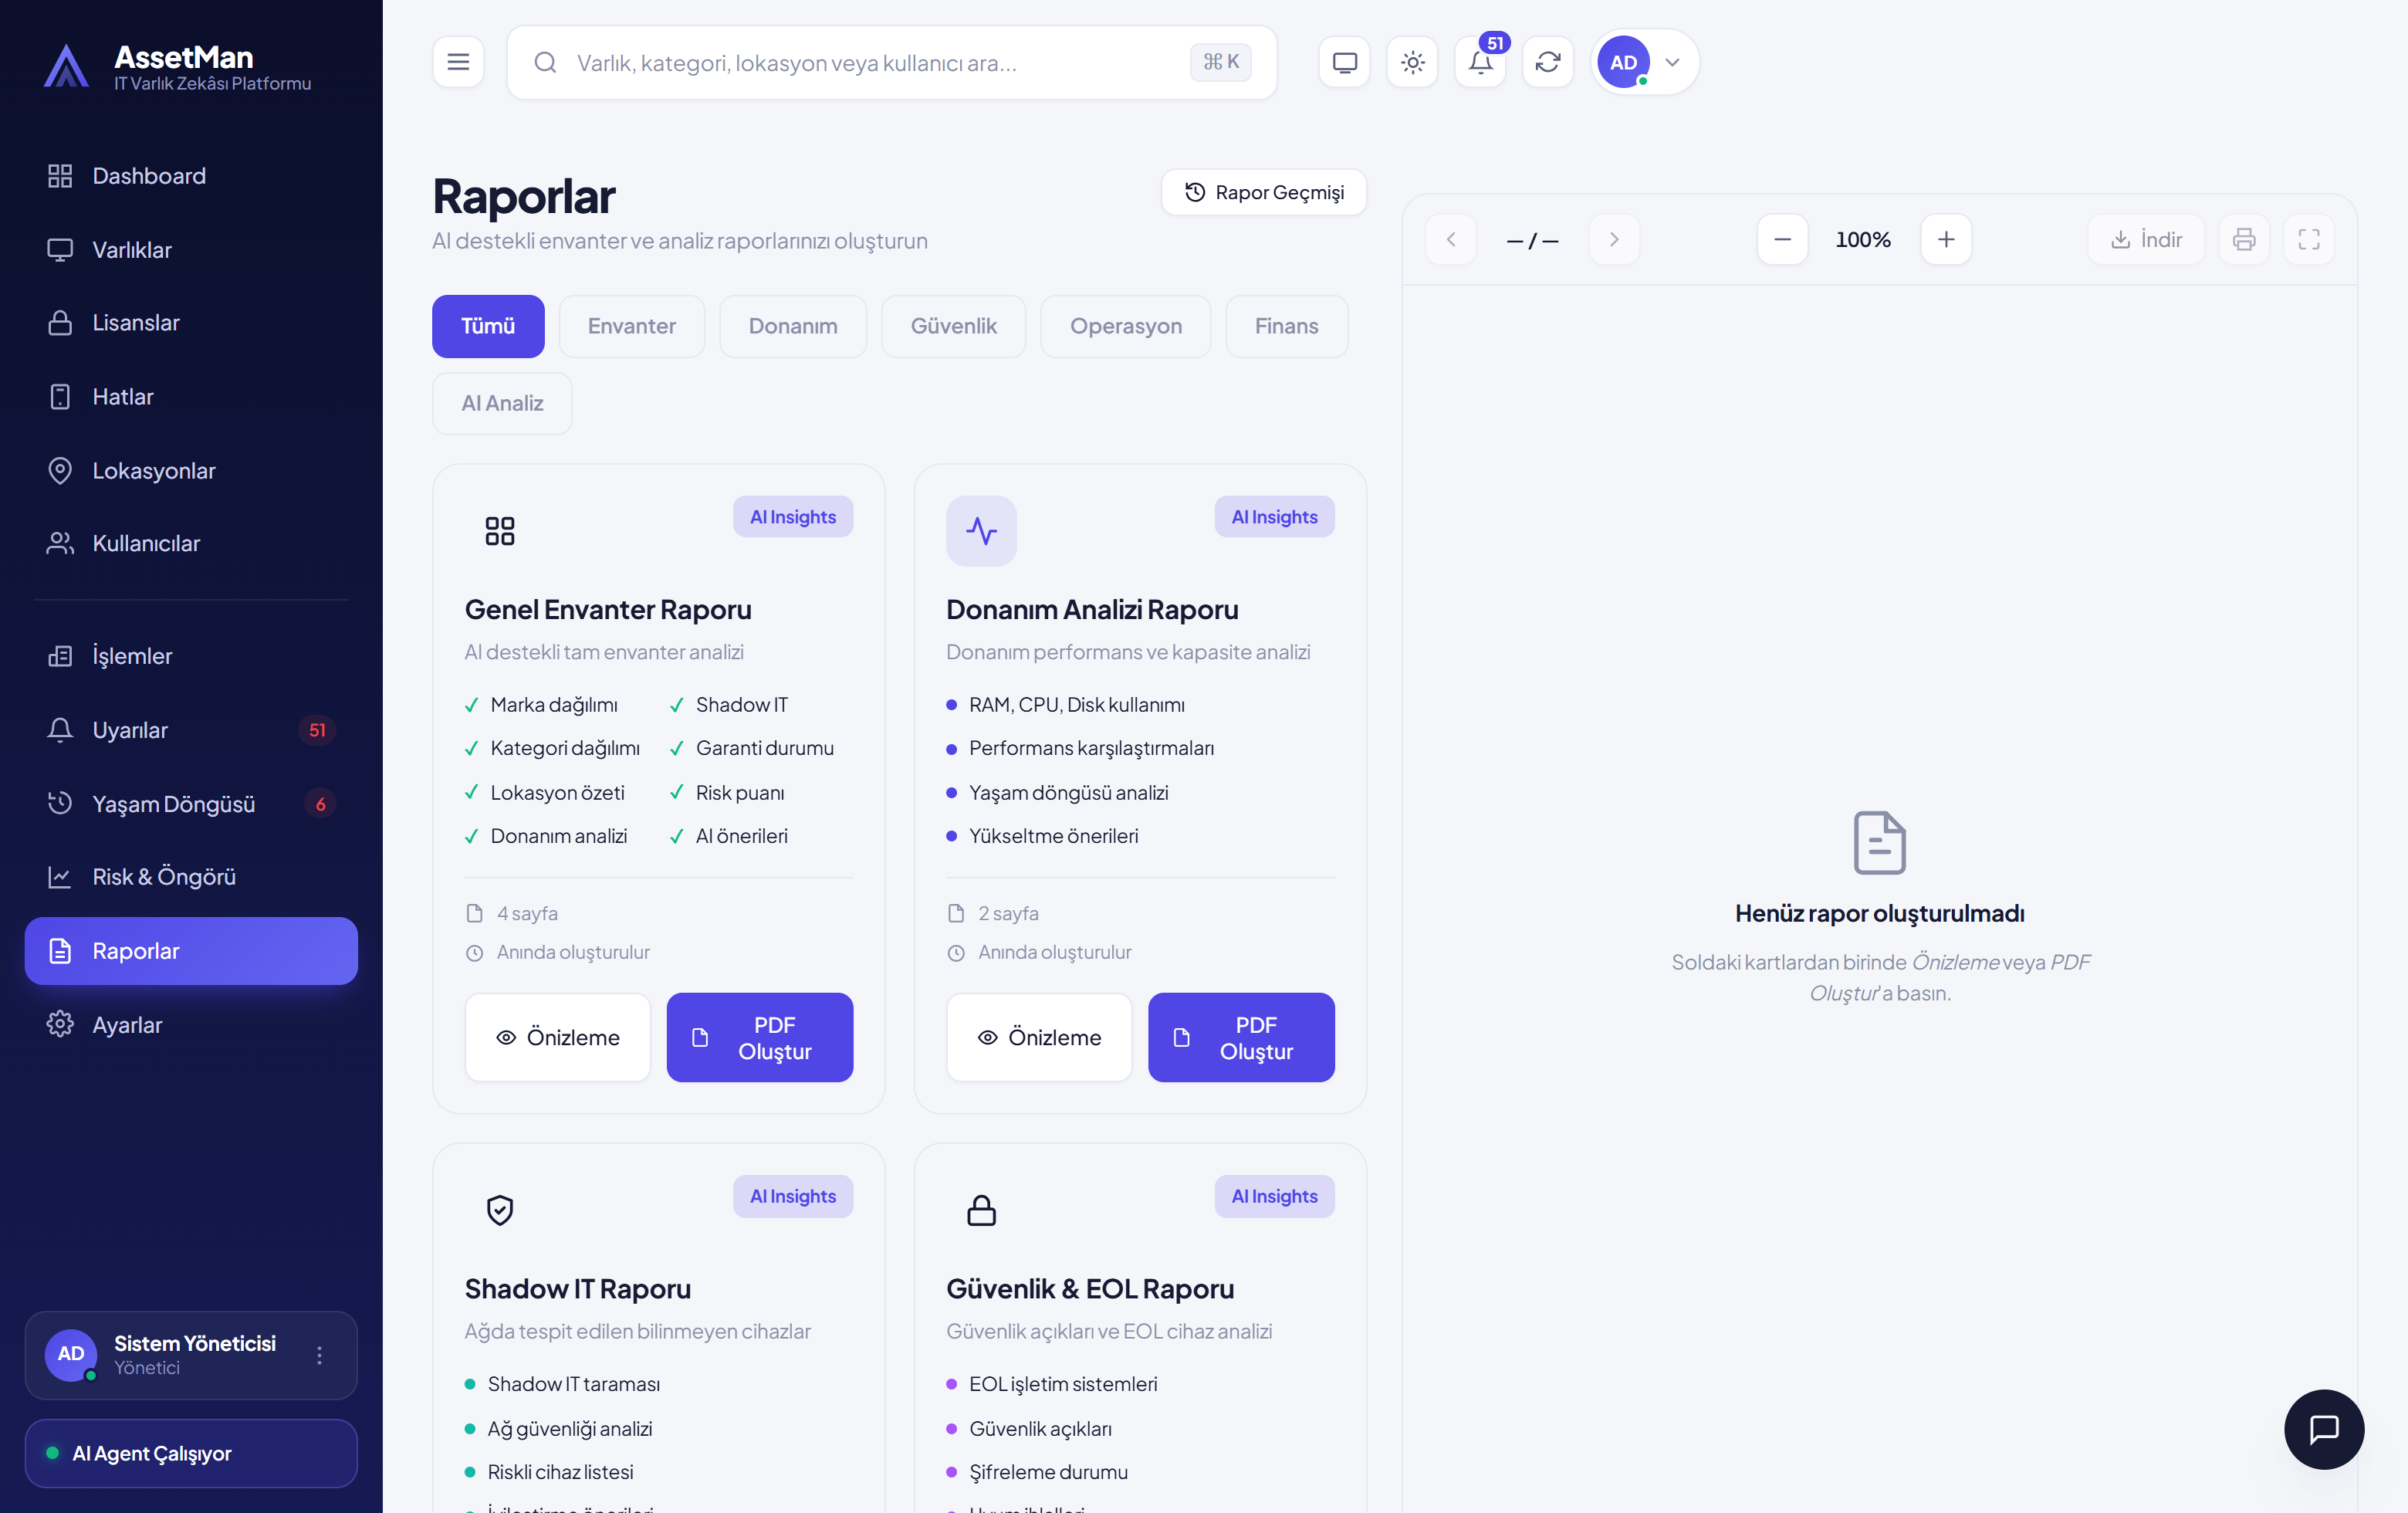 AssetMan
IT Varlık Zekâsı Platformu
Dashboard
Varlıklar
Lisanslar
Hatlar
Lokasyonlar
Kullanıcılar
İşlemler
Uyarılar 51
Yaşam Döngüsü 6
Risk & Öngörü
Raporlar
Ayarlar
AD
Sistem Yöneticisi
Yönetici
AI Agent Çalışıyor
Varlık, kategori, lokasyon veya kullanıcı ara... ⌘ K
51
AD
Raporlar
AI destekli envanter ve analiz raporlarınızı oluşturun
Rapor Geçmişi
Tümü Envanter Donanım Güvenlik Operasyon Finans
AI Analiz
AI Insights
Genel Envanter Raporu
AI destekli tam envanter analizi
✓ Marka dağılımı ✓ Shadow IT
✓ Kategori dağılımı ✓ Garanti durumu
✓ Lokasyon özeti ✓ Risk puanı
✓ Donanım analizi ✓ AI önerileri
4 sayfa
Anında oluşturulur
Önizleme
PDF
Oluştur
AI Insights
Donanım Analizi Raporu
Donanım performans ve kapasite analizi
RAM, CPU, Disk kullanımı
Performans karşılaştırmaları
Yaşam döngüsü analizi
Yükseltme önerileri
2 sayfa
Anında oluşturulur
Önizleme
PDF
Oluştur
AI Insights
Shadow IT Raporu
Ağda tespit edilen bilinmeyen cihazlar
Shadow IT taraması
Ağ güvenliği analizi
Riskli cihaz listesi
AI Insights
Güvenlik & EOL Raporu
Güvenlik açıkları ve EOL cihaz analizi
EOL işletim sistemleri
Güvenlik açıkları
Şifreleme durumu
— / —
100%
İndir
Henüz rapor oluşturulmadı
Soldaki kartlardan birinde Önizleme veya PDF
Oluştur'a basın.